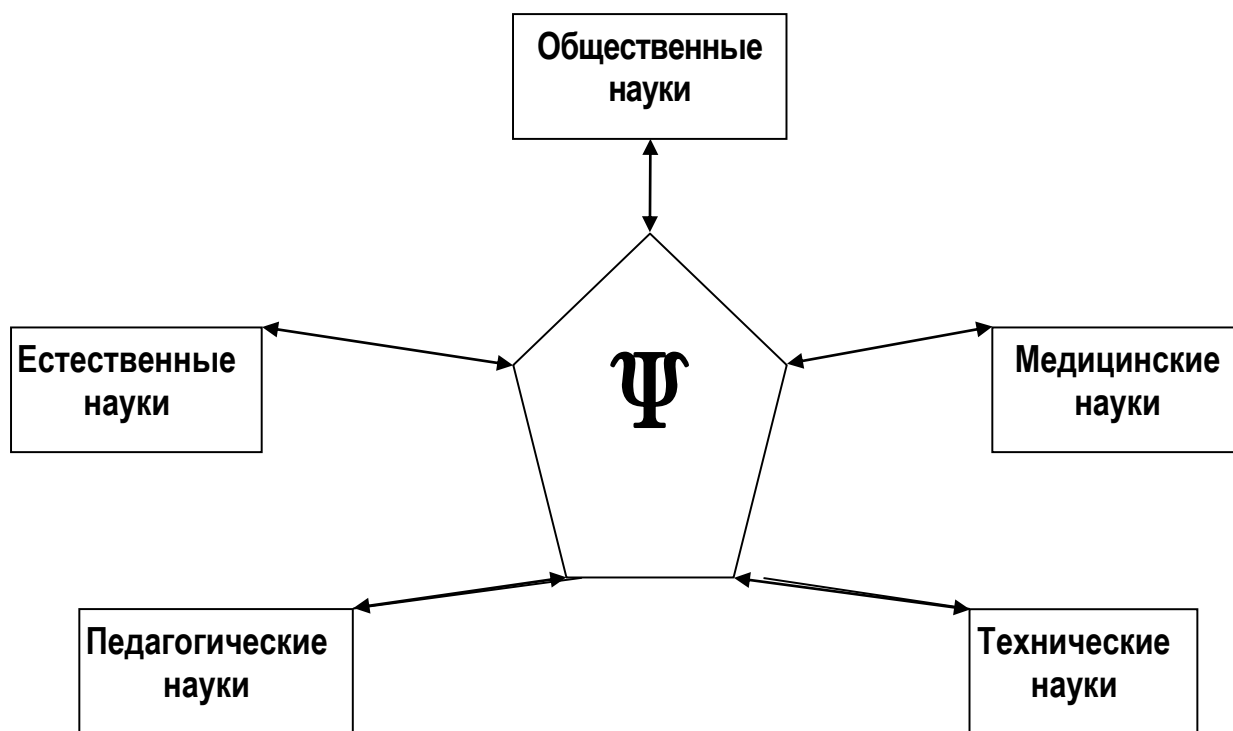 Общественные
науки
Естественные
науки
Ψ
Медицинские
науки
Педагогические
науки
Технические
науки